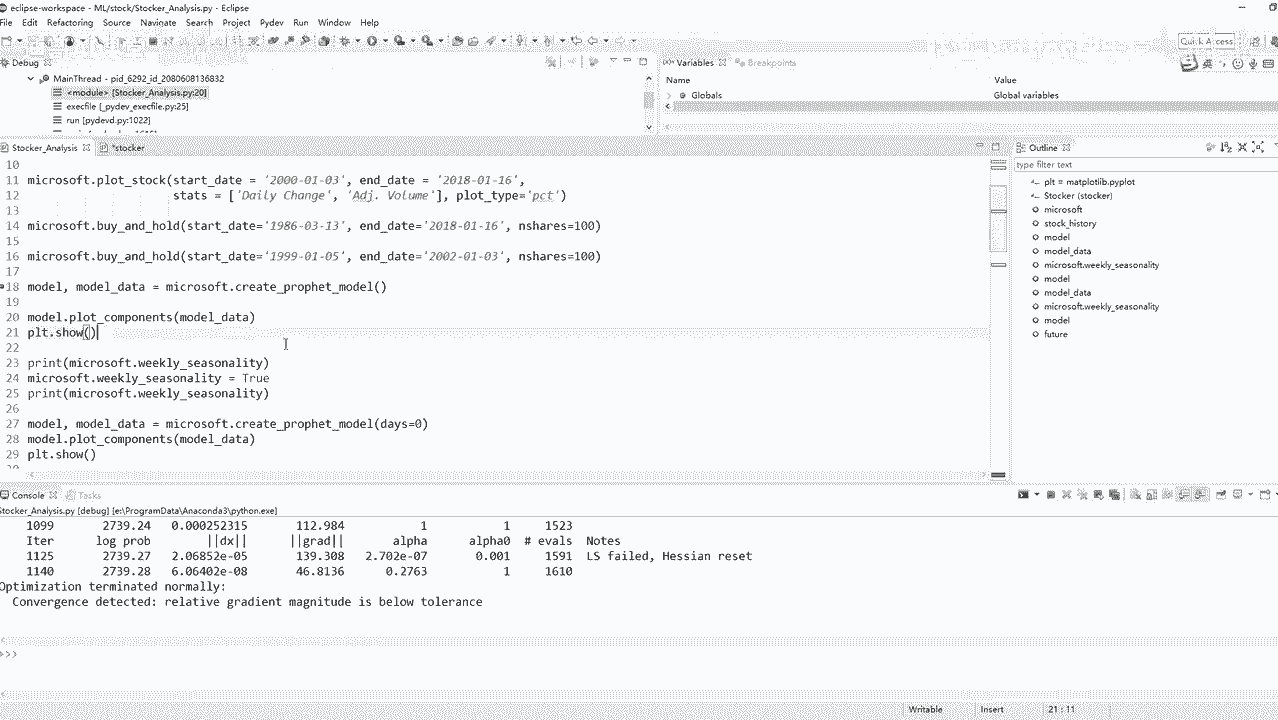 eclipse-workspace - ML/stock/Stocker_Analysis.py - Eclipse
File Edit Refactoring Source Navigate Search Project Pydev Run Window Help
Quick Access
Debug
MainThread - pid_6292_id_2080608136832
<module> [Stocker_Analysis.py:20]
execfile [_pydev_execfile.py:25]
run [pydevd.py:1022]
Variables Breakpoints
Name Value
Globals Global variables
Stocker_Analysis *stocker
10
11 microsoft.plot_stock(start_date = '2000-01-03', end_date = '2018-01-16',
12 stats = ['Daily Change', 'Adj. Volume'], plot_type='pct')
13
14 microsoft.buy_and_hold(start_date='1986-03-13', end_date='2018-01-16', nshares=100)
15
16 microsoft.buy_and_hold(start_date='1999-01-05', end_date='2002-01-03', nshares=100)
17
18 model, model_data = microsoft.create_prophet_model()
19
20 model.plot_components(model_data)
21 plt.show()
22
23 print(microsoft.weekly_seasonality)
24 microsoft.weekly_seasonality = True
25 print(microsoft.weekly_seasonality)
26
27 model, model_data = microsoft.create_prophet_model(days=0)
28 model.plot_components(model_data)
29 plt.show()
Outline
type filter text
plt = matplotlib.pyplot
Stocker (stocker)
microsoft
stock_history
model
model_data
microsoft.weekly_seasonality
model
model_data
microsoft.weekly_seasonality
model
future
Console Tasks
Stocker_Analysis.py [debug] [e:\ProgramData\Anaconda3\python.exe]
1099 2739.24 0.000252315 112.984 1 1 1523
Iter log prob ||dx|| ||grad|| alpha alpha0 # evals Notes
1125 2739.27 2.06852e-05 139.308 2.702e-07 0.001 1591 LS failed, Hessian reset
1140 2739.28 6.06402e-08 46.8136 0.2763 1 1610
Optimization terminated normally:
Convergence detected: relative gradient magnitude is below tolerance
>>>
Writable Insert 21 : 11